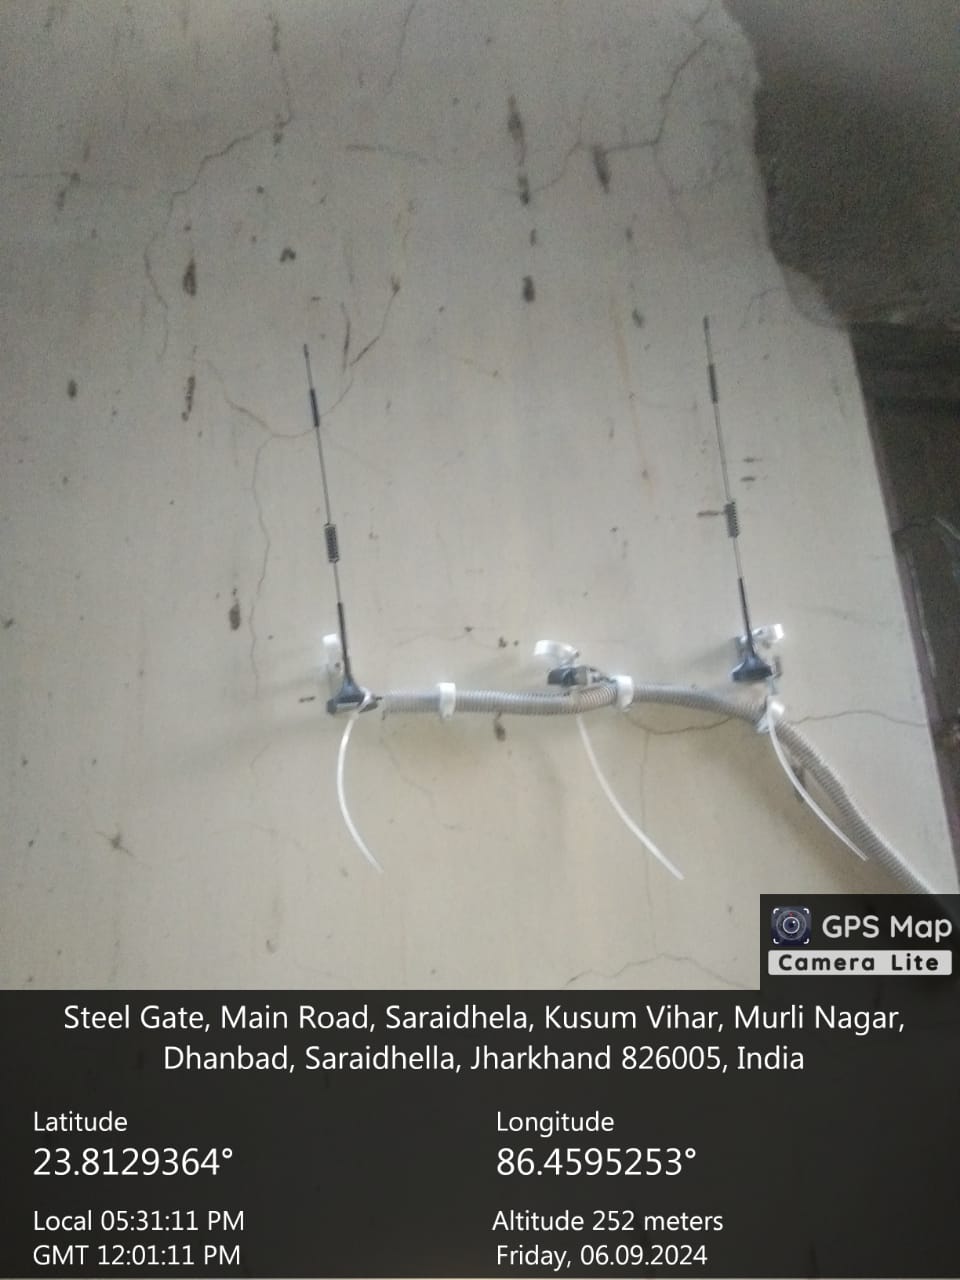 GPS Map
Camera Lite
Steel Gate, Main Road, Saraidhela, Kusum Vihar, Murli Nagar,
Dhanbad, Saraidhella, Jharkhand 826005, India
Latitude
23.8129364°
Longitude
86.4595253°
Local 05:31:11 PM
GMT 12:01:11 PM
Altitude 252 meters
Friday, 06.09.2024